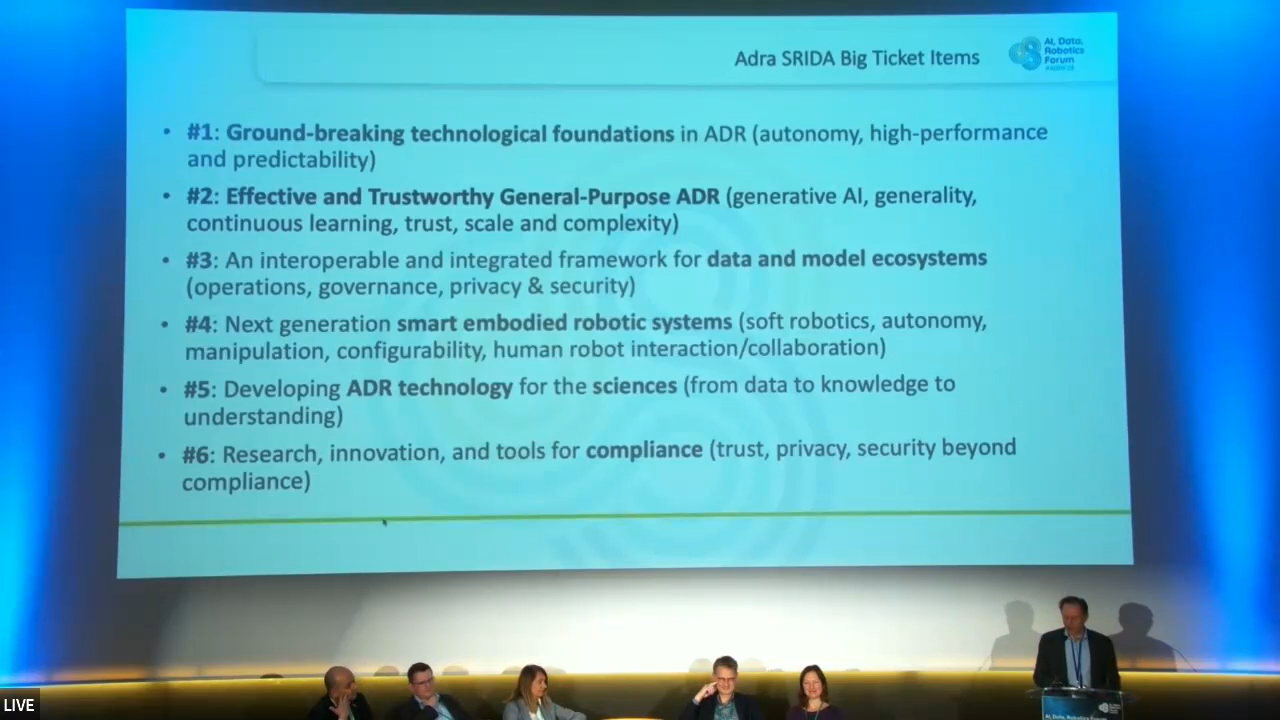 Adra SRIDA Big Ticket Items
AI, Data,
Robotics
Forum
• #1: Ground-breaking technological foundations in ADR (autonomy, high-performance
and predictability)
• #2: Effective and Trustworthy General-Purpose ADR (generative AI, generality,
continuous learning, trust, scale and complexity)
• #3: An interoperable and integrated framework for data and model ecosystems
(operations, governance, privacy & security)
• #4: Next generation smart embodied robotic systems (soft robotics, autonomy,
manipulation, configurability, human robot interaction/collaboration)
• #5: Developing ADR technology for the sciences (from data to knowledge to
understanding)
• #6: Research, innovation, and tools for compliance (trust, privacy, security beyond
compliance)
LIVE